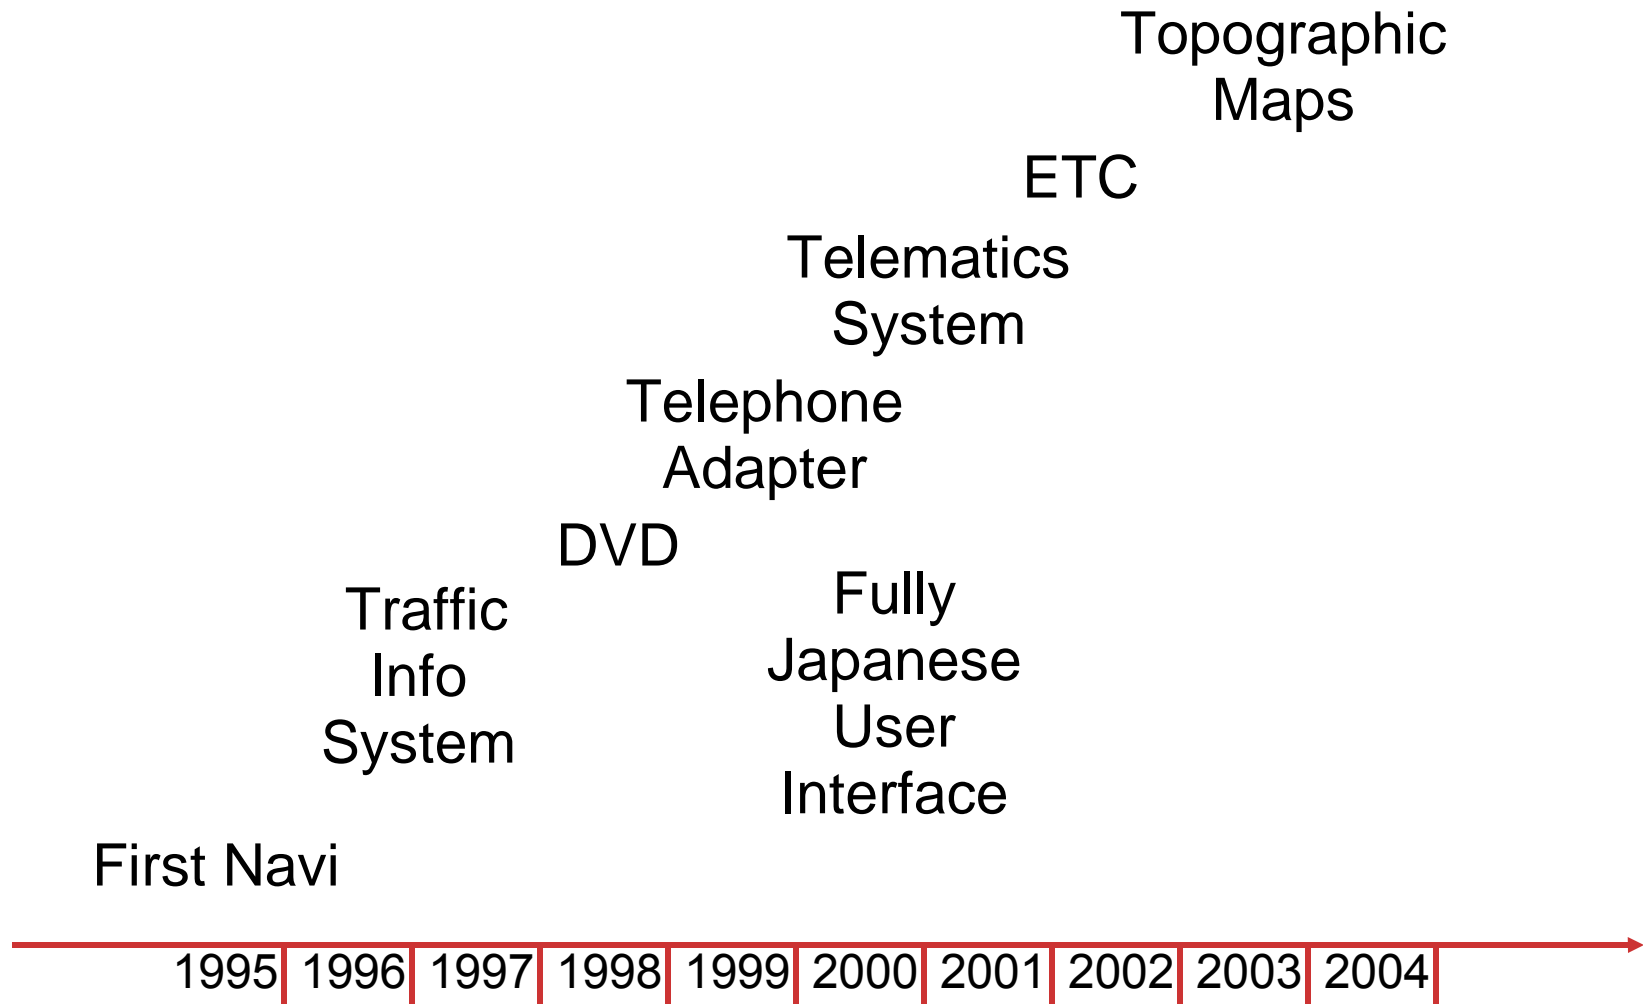 Topographic
Maps
ETC
Telematics
System
Telephone
Adapter
DVD
Traffic
Info
System
Fully
Japanese
User
Interface
First Navi
1995 1996 1997 1998 1999 2000 2001 2002 2003 2004